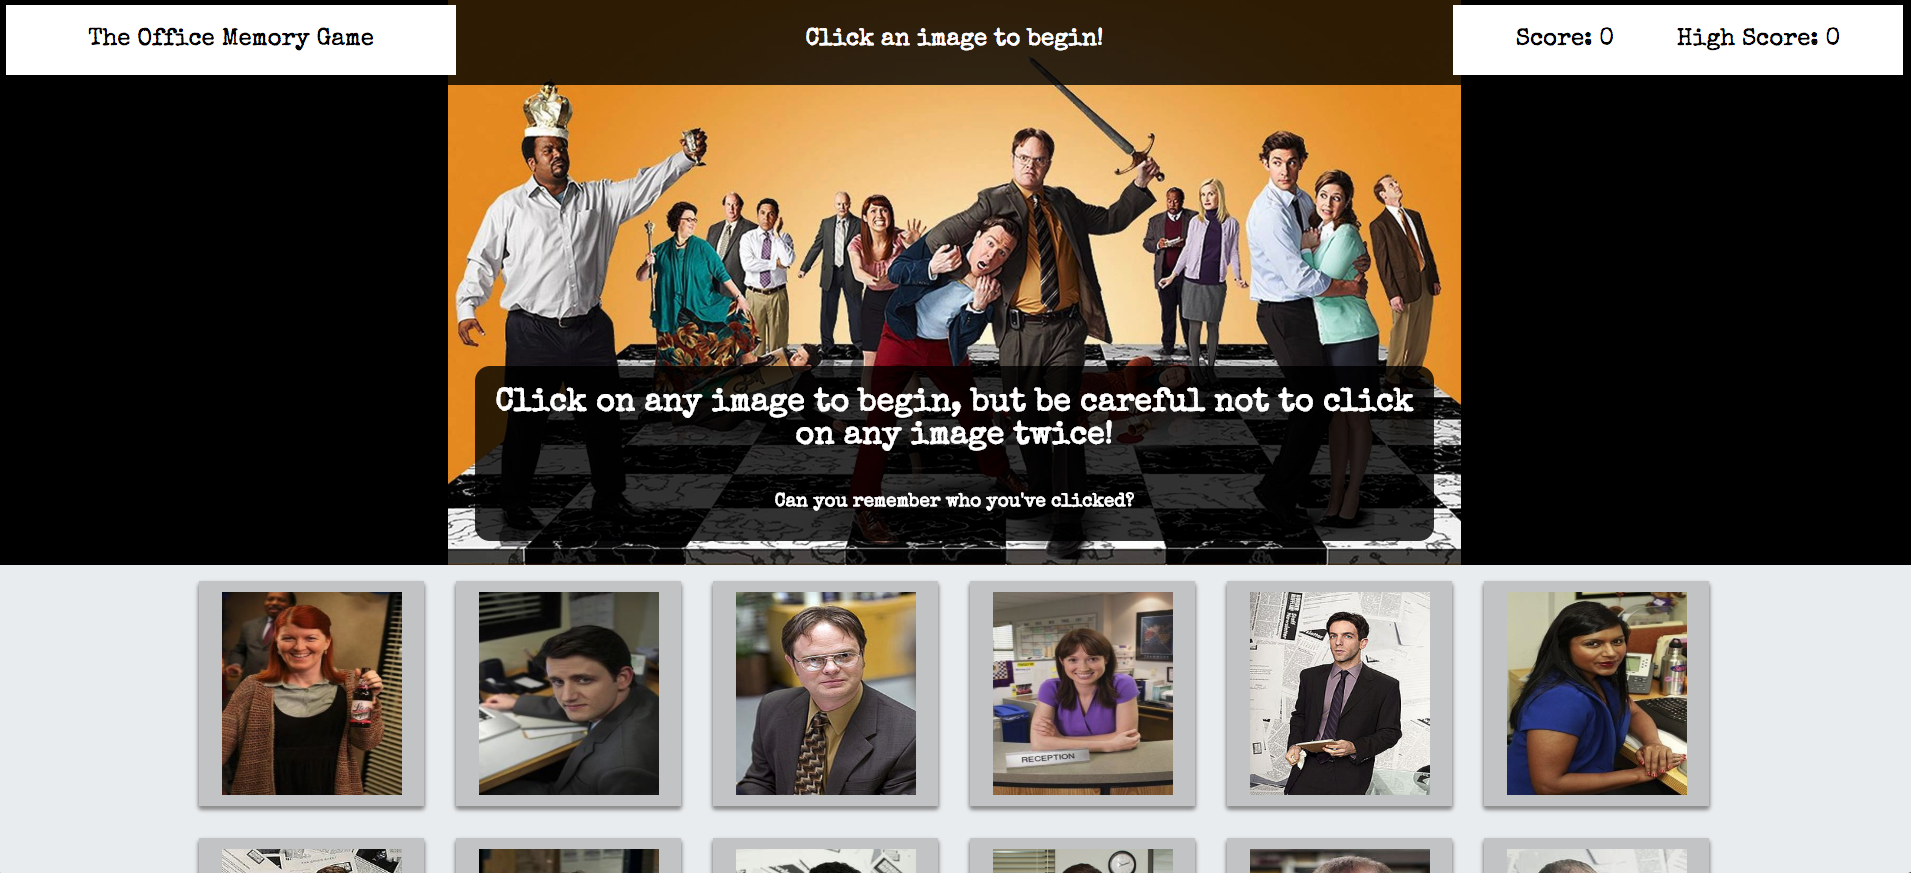 The Office Memory Game
Click an image to begin!
Score: 0 High Score: 0
Click on any image to begin, but be careful not to click
on any image twice!
Can you remember who you've clicked?
RECEPTION